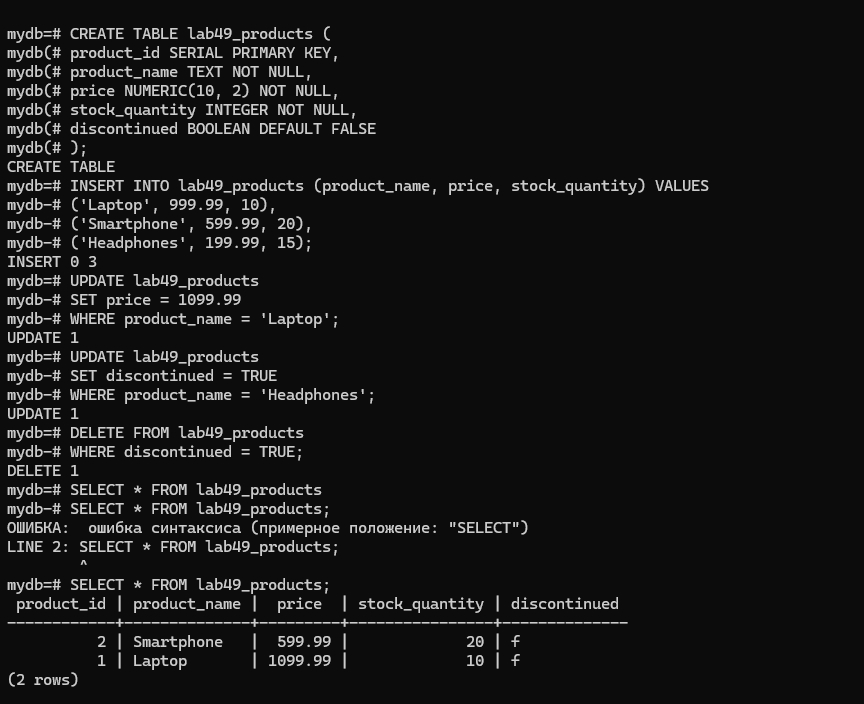 mydb=# CREATE TABLE lab49_products (
mydb(# product_id SERIAL PRIMARY KEY,
mydb(# product_name TEXT NOT NULL,
mydb(# price NUMERIC(10, 2) NOT NULL,
mydb(# stock_quantity INTEGER NOT NULL,
mydb(# discontinued BOOLEAN DEFAULT FALSE
mydb(# );
CREATE TABLE
mydb=# INSERT INTO lab49_products (product_name, price, stock_quantity) VALUES
mydb-# ('Laptop', 999.99, 10),
mydb-# ('Smartphone', 599.99, 20),
mydb-# ('Headphones', 199.99, 15);
INSERT 0 3
mydb=# UPDATE lab49_products
mydb-# SET price = 1099.99
mydb-# WHERE product_name = 'Laptop';
UPDATE 1
mydb=# UPDATE lab49_products
mydb-# SET discontinued = TRUE
mydb-# WHERE product_name = 'Headphones';
UPDATE 1
mydb=# DELETE FROM lab49_products
mydb-# WHERE discontinued = TRUE;
DELETE 1
mydb=# SELECT * FROM lab49_products
mydb-# SELECT * FROM lab49_products;
ОШИБКА:  ошибка синтаксиса (примерное положение: "SELECT")
LINE 2: SELECT * FROM lab49_products;
        ^
mydb=# SELECT * FROM lab49_products;
 product_id | product_name |  price  | stock_quantity | discontinued
------------+--------------+---------+----------------+--------------
          2 | Smartphone   |  599.99 |             20 | f
          1 | Laptop       | 1099.99 |             10 | f
(2 rows)